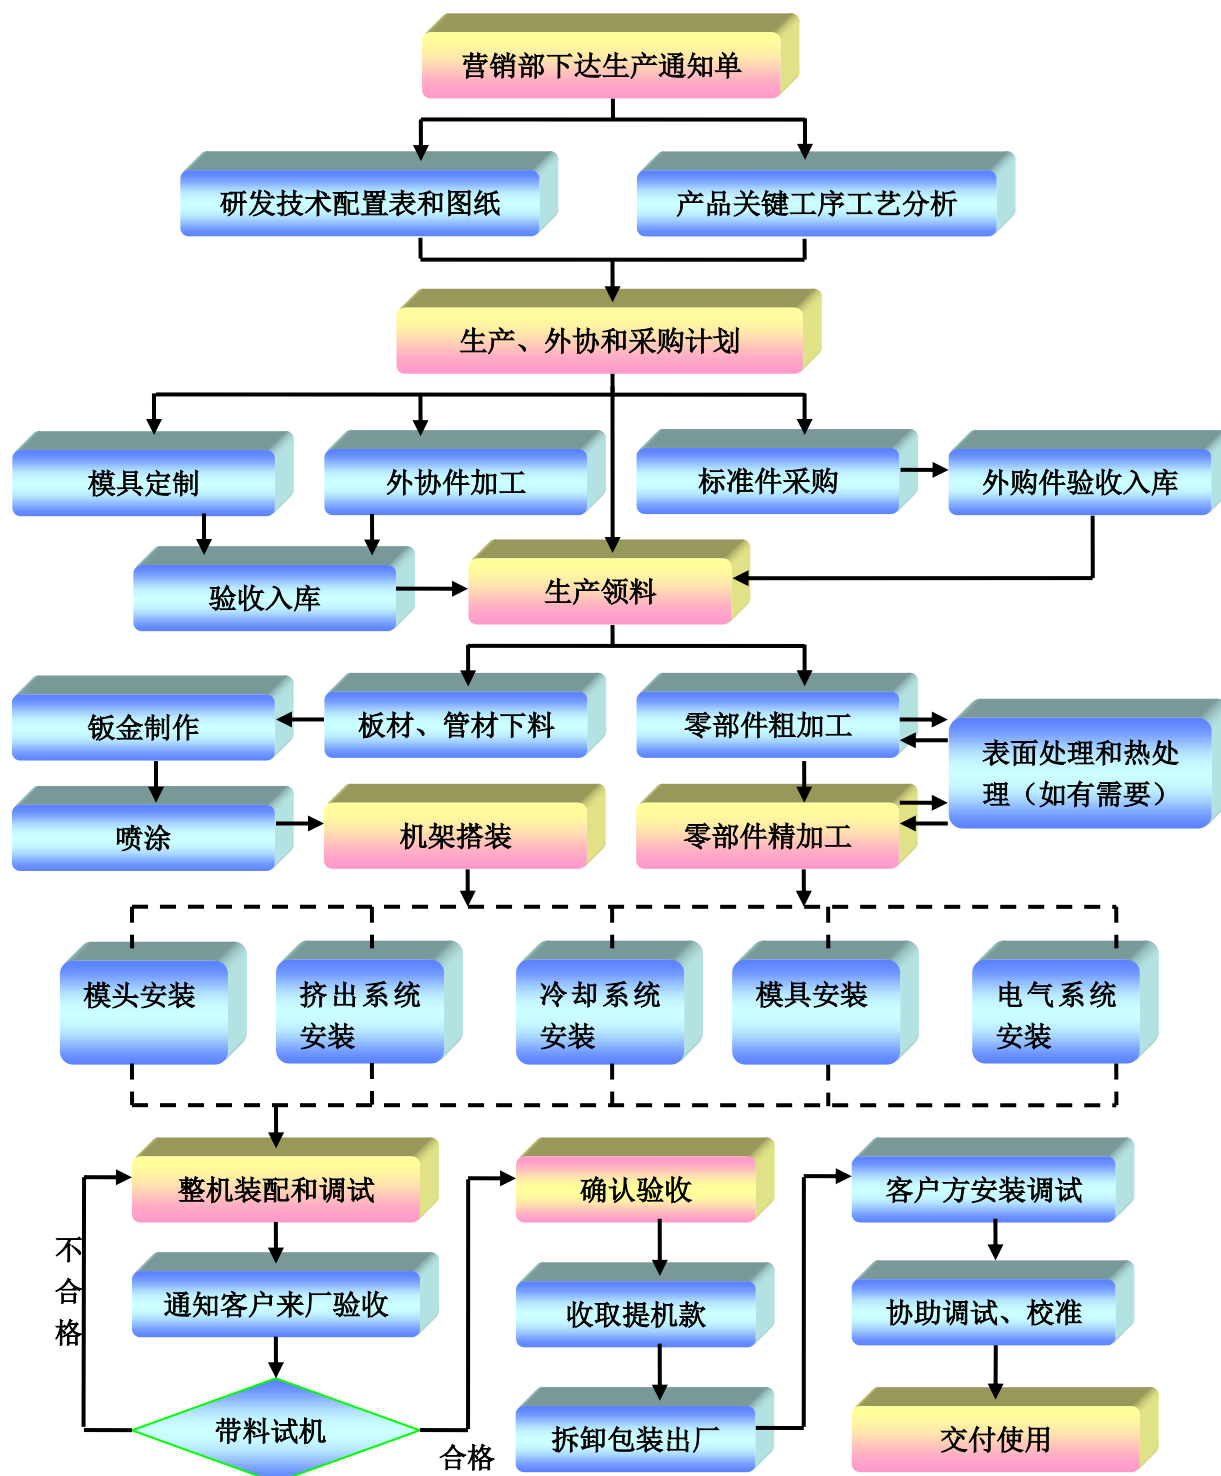 营销部下达生产通知单
研发技术配置表和图纸
产品关键工序工艺分析
生产、外协和采购计划
模具定制
外协件加工
标准件采购
外购件验收入库
验收入库
生产领料
钣金制作
板材、管材下料
零部件粗加工
表面处理和热处
理（如有需要）
喷涂
机架搭装
零部件精加工
模头安装
挤出系统
安装
冷却系统
安装
模具安装
电气系统
安装
整机装配和调试
确认验收
客户方安装调试
不
合
格
通知客户来厂验收
收取提机款
协助调试、校准
带料试机
合格
拆卸包装出厂
交付使用